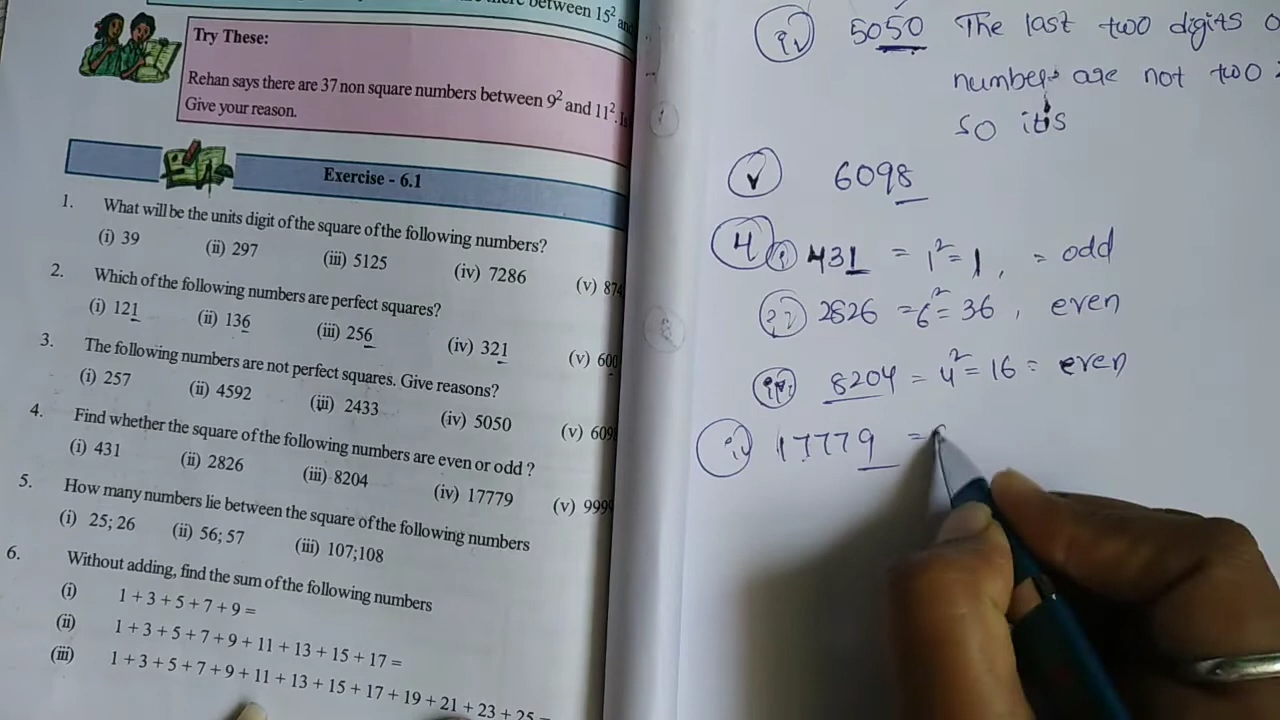 between 15² and
Try These:
Rehan says there are 37 non square numbers between 9² and 11². Is
Give your reason.
Exercise - 6.1
1. What will be the units digit of the square of the following numbers?
(i) 39 (ii) 297 (iii) 5125 (iv) 7286 (v) 874
2. Which of the following numbers are perfect squares?
(i) 121 (ii) 136 (iii) 256 (iv) 321 (v) 600
3. The following numbers are not perfect squares. Give reasons?
(i) 257 (ii) 4592 (iii) 2433 (iv) 5050 (v) 609
4. Find whether the square of the following numbers are even or odd ?
(i) 431 (ii) 2826 (iii) 8204 (iv) 17779 (v) 999
5. How many numbers lie between the square of the following numbers
(i) 25; 26 (ii) 56; 57 (iii) 107;108
6. Without adding, find the sum of the following numbers
(i) 1 + 3 + 5 + 7 + 9 =
(ii) 1 + 3 + 5 + 7 + 9 + 11 + 13 + 15 + 17 =
(iii) 1 + 3 + 5 + 7 + 9 + 11 + 13 + 15 + 17 + 19 + 21 + 23 + 25 =
iv 5050 The last two digits
number are not two
so it's
v 6098
4 i 431 = 1² = 1, = odd
ii 2826 = 6² = 36, even
iii 8204 = 4² = 16 = even
iv 17779 =